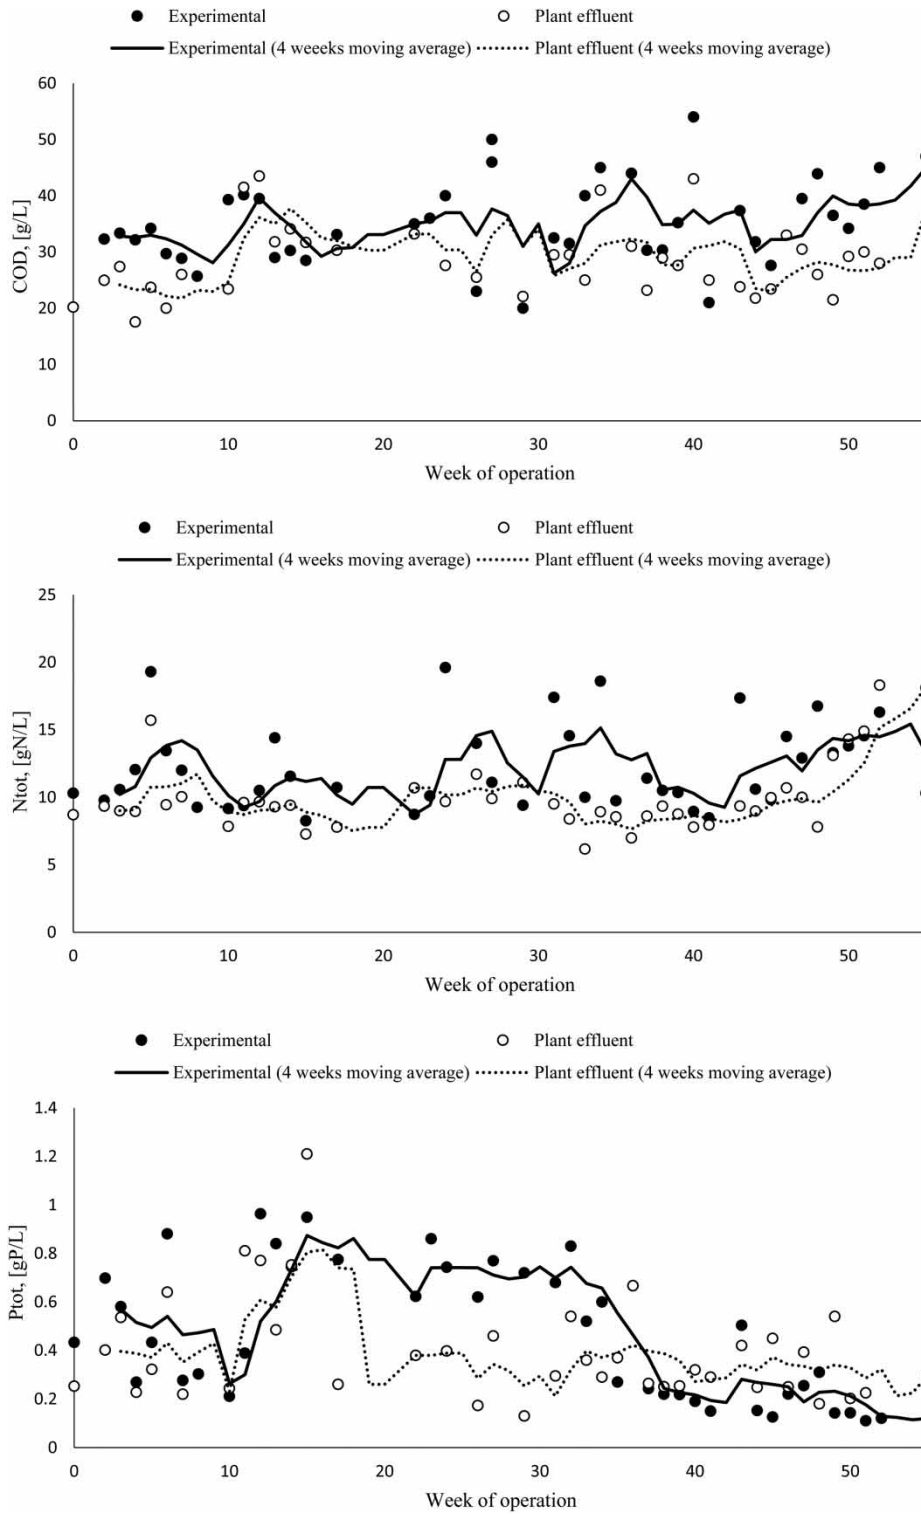 Experimental
Plant effluent
Experimental (4 weeeks moving average)
Plant effluent (4 weeks moving average)
60
50
40
30
20
10
0
COD, [g/L]
0 10 20 30 40 50
Week of operation
Experimental
Plant effluent
Experimental (4 weeks moving average)
Plant effluent (4 weeks moving average)
25
20
15
10
5
0
Ntot, [gN/L]
0 10 20 30 40 50
Week of operation
Experimental
Plant effluent
Experimental (4 weeks moving average)
Plant effluent (4 weeks moving average)
1.4
1.2
1
0.8
0.6
0.4
0.2
0
Ptot, [gP/L]
0 10 20 30 40 50
Week of operation